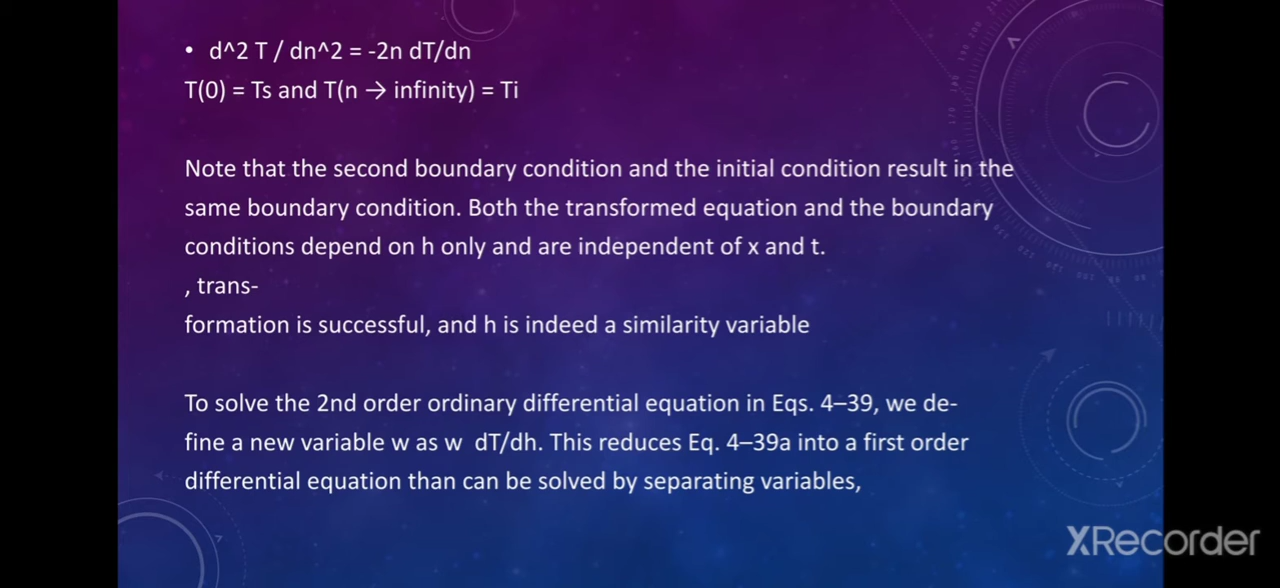 • d^2 T / dn^2 = -2n dT/dn
T(0) = Ts and T(n → infinity) = Ti
Note that the second boundary condition and the initial condition result in the
same boundary condition. Both the transformed equation and the boundary
conditions depend on h only and are independent of x and t.
, trans-
formation is successful, and h is indeed a similarity variable
To solve the 2nd order ordinary differential equation in Eqs. 4–39, we de-
fine a new variable w as w  dT/dh. This reduces Eq. 4–39a into a first order
differential equation than can be solved by separating variables,
XRecorder